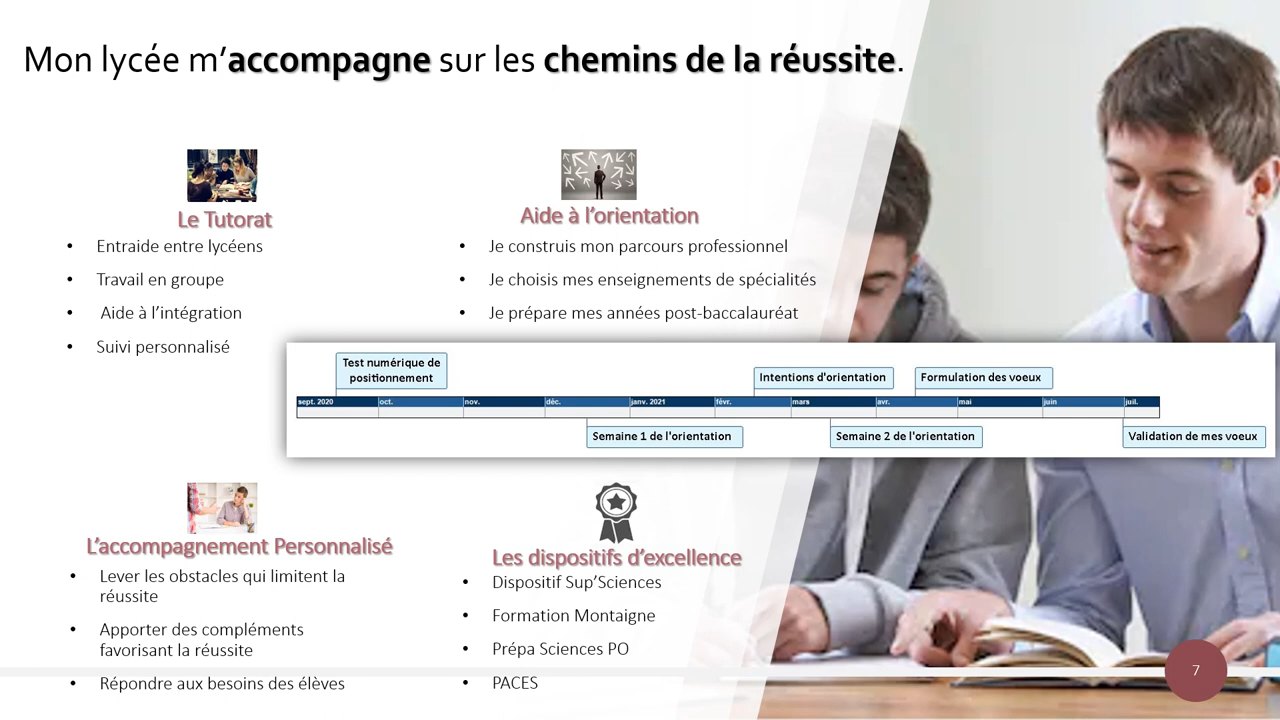 Mon lycée m’accompagne sur les chemins de la réussite.
Le Tutorat
• Entraide entre lycéens
• Travail en groupe
• Aide à l’intégration
• Suivi personnalisé
Aide à l’orientation
• Je construis mon parcours professionnel
• Je choisis mes enseignements de spécialités
• Je prépare mes années post-baccalauréat
Test numérique de
positionnement
Intentions d'orientation
Formulation des voeux
sept. 2020 oct. nov. déc. janv. 2021 févr. mars avr. mai juin juil.
Semaine 1 de l'orientation
Semaine 2 de l'orientation
Validation de mes voeux
L’accompagnement Personnalisé
• Lever les obstacles qui limitent la
réussite
• Apporter des compléments
favorisant la réussite
• Répondre aux besoins des élèves
Les dispositifs d’excellence
• Dispositif Sup’Sciences
• Formation Montaigne
• Prépa Sciences PO
• PACES
7